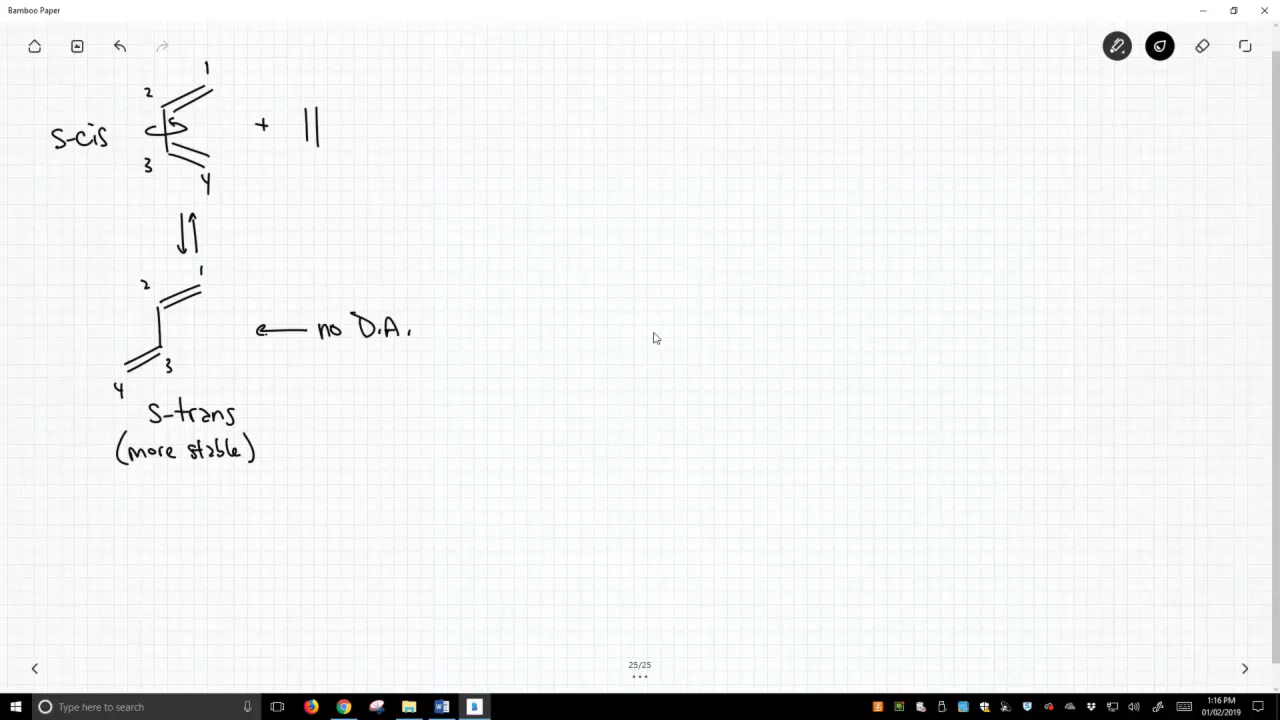 Bamboo Paper
1
2
s-cis
+
3
4
1
2
← no D.A.
3
4
s-trans
(more stable)
25/25
Type here to search
1:16 PM
01/02/2019